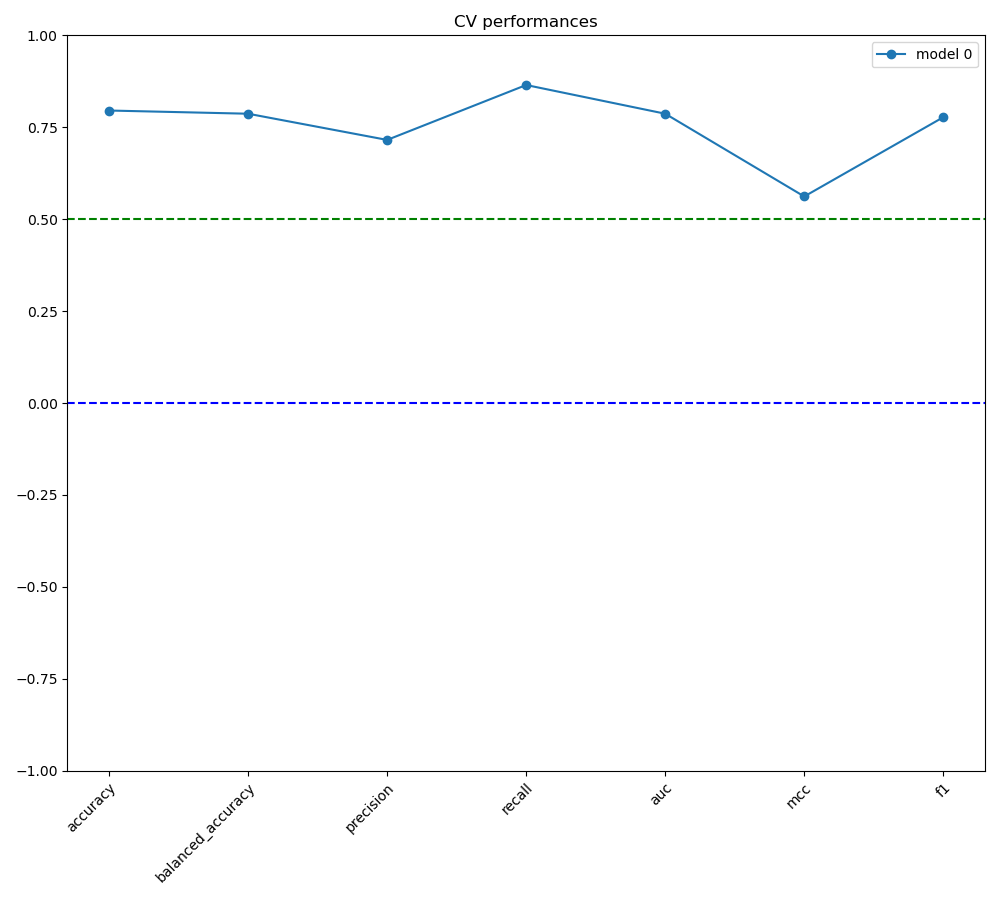 CV performances
model 0
1.00
0.75
0.50
0.25
0.00
−0.25
−0.50
−0.75
−1.00
accuracy
balanced_accuracy
precision
recall
auc
mcc
f1